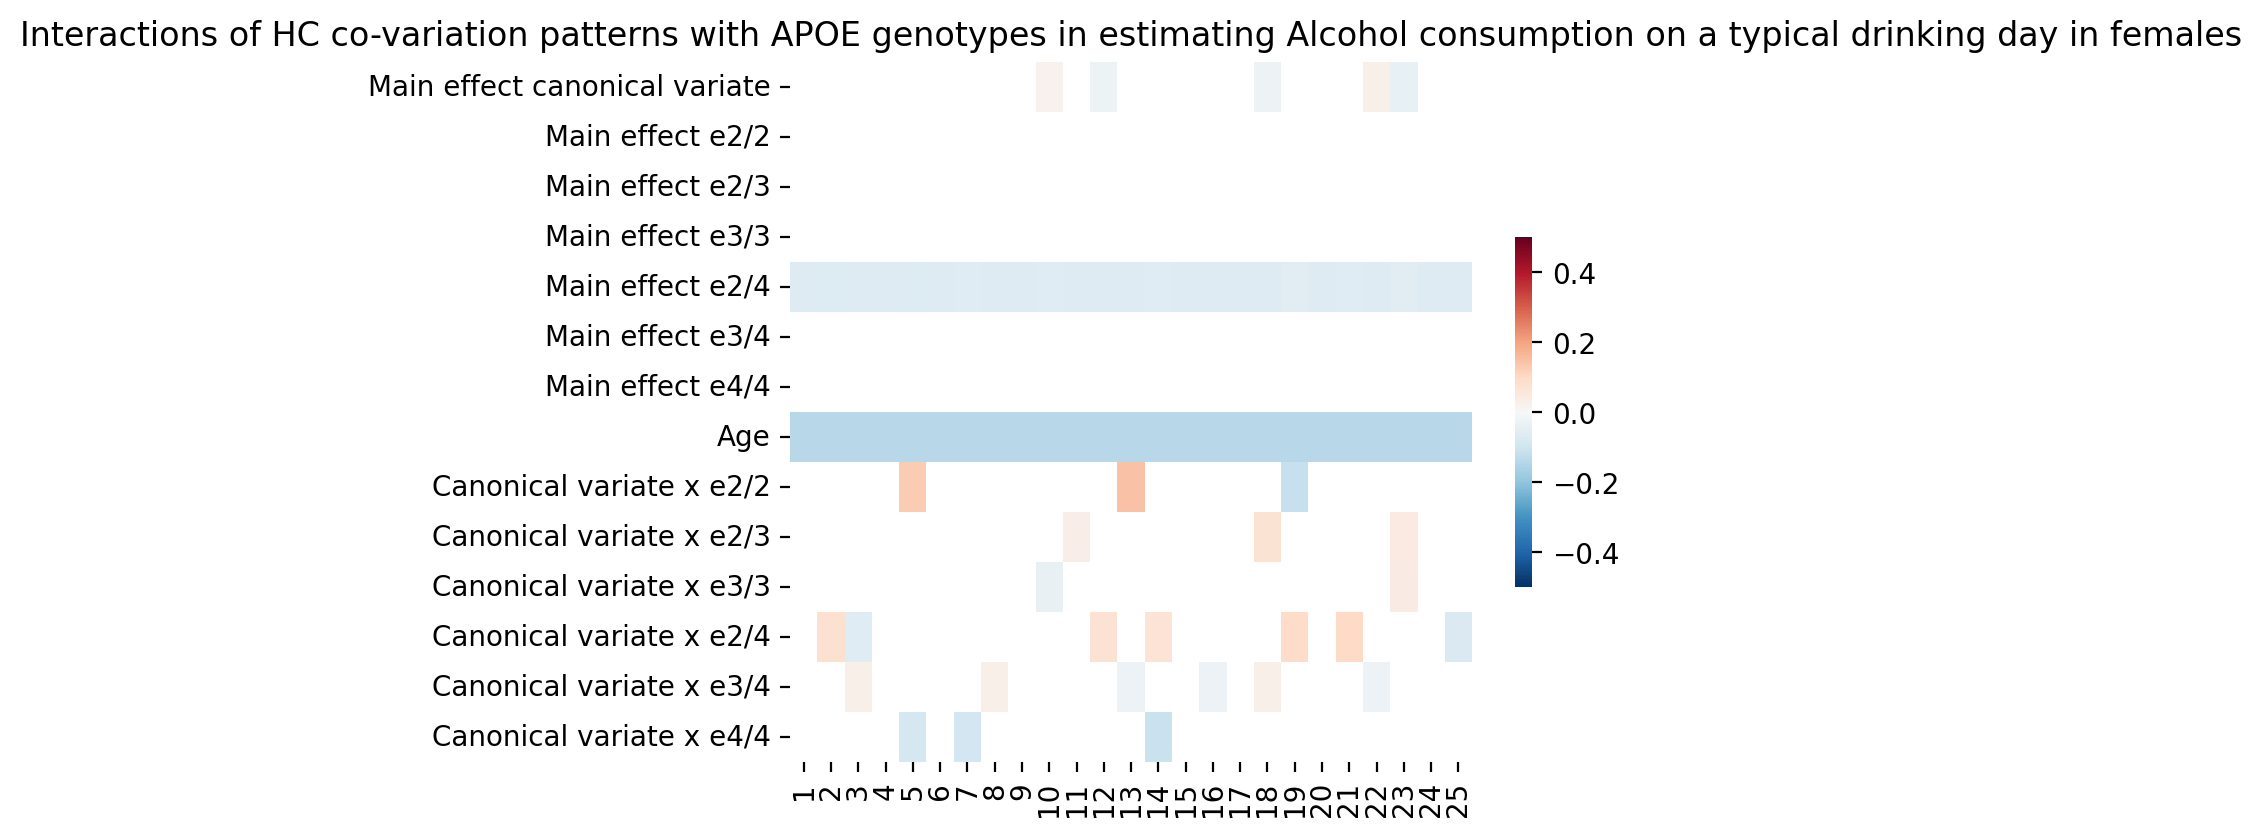 Interactions of HC co-variation patterns with APOE genotypes in estimating Alcohol consumption on a typical drinking day in females
Main effect canonical variate
Main effect e2/2
Main effect e2/3
Main effect e3/3
Main effect e2/4
Main effect e3/4
Main effect e4/4
Age
Canonical variate x e2/2
Canonical variate x e2/3
Canonical variate x e3/3
Canonical variate x e2/4
Canonical variate x e3/4
Canonical variate x e4/4
1
2
3
4
5
6
7
8
9
10
11
12
13
14
15
16
17
18
19
20
21
22
23
24
25
0.4
0.2
0.0
−0.2
−0.4